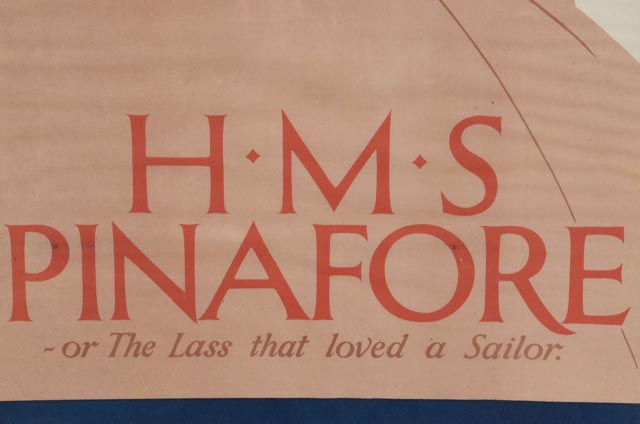 H·M·S
PINAFORE
- or The Lass that loved a Sailor.